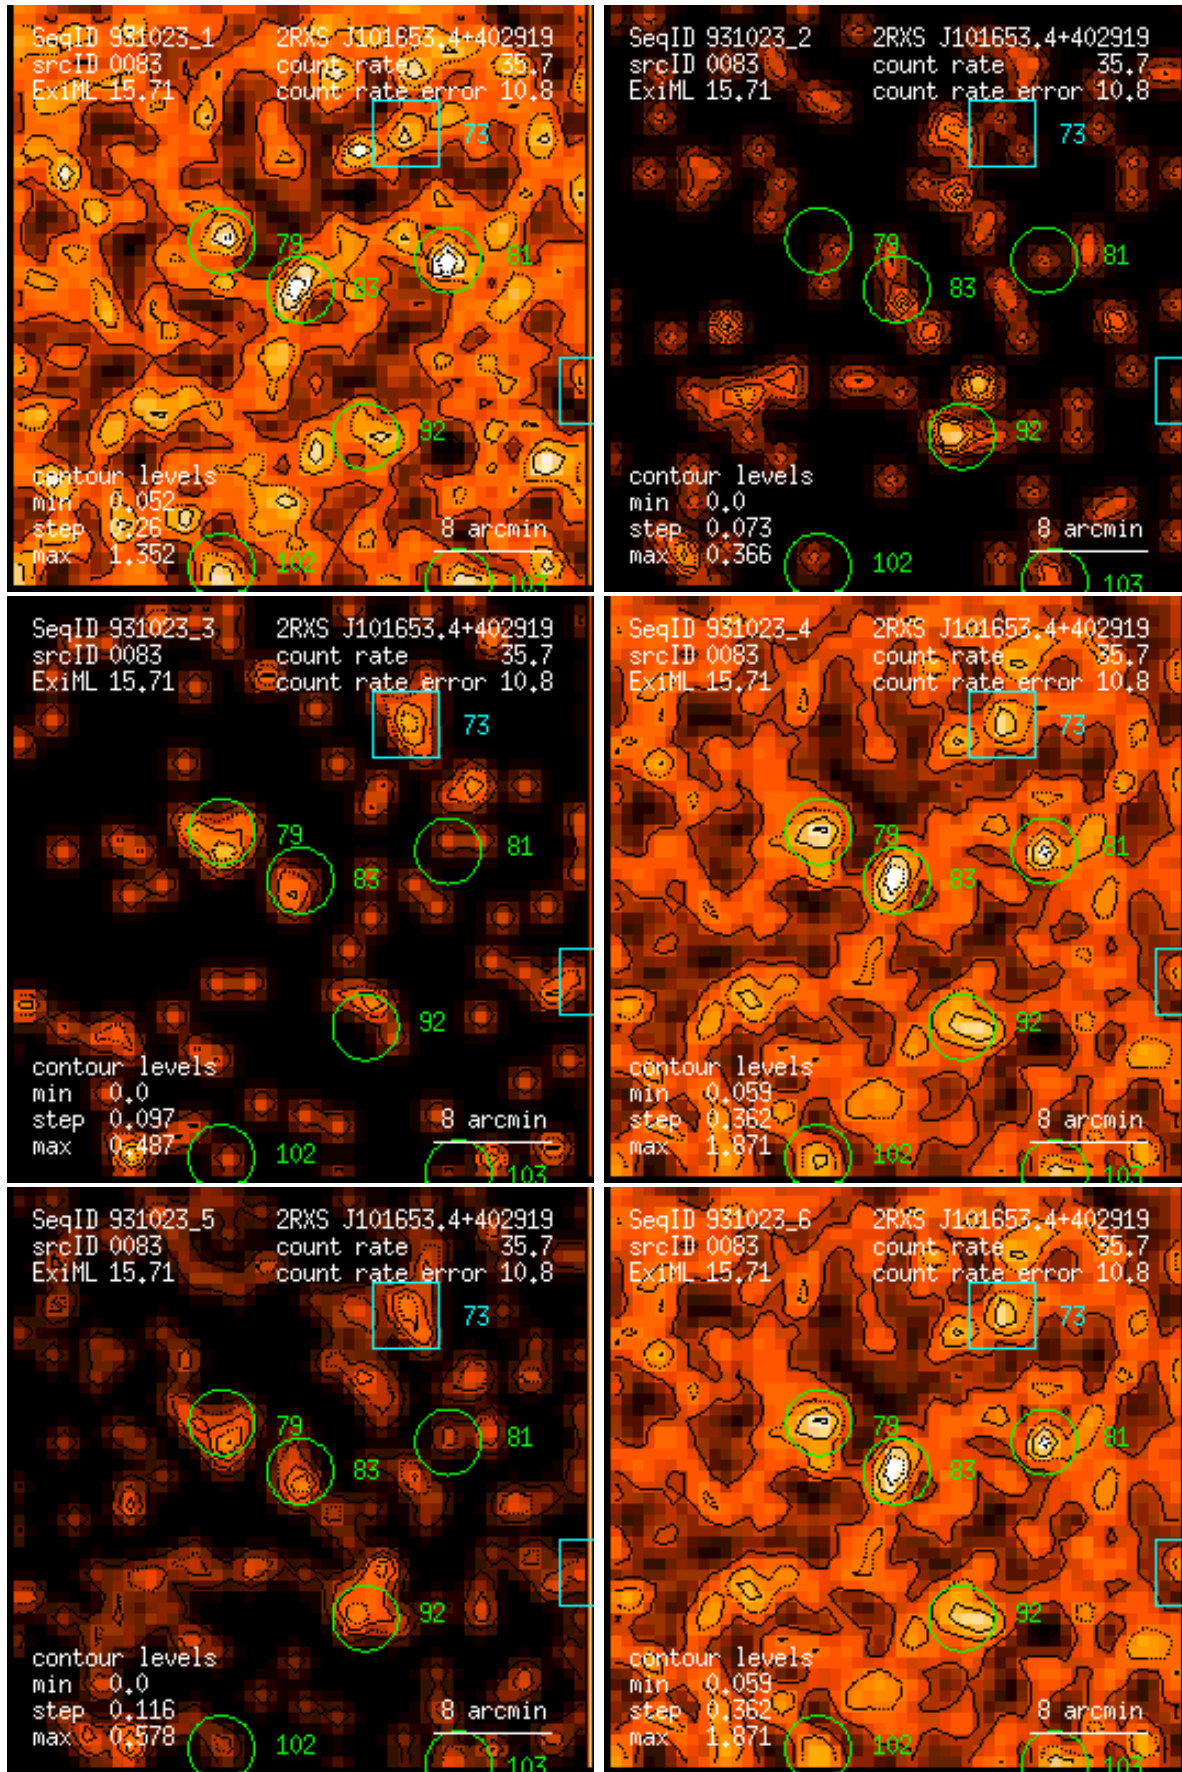 SeqID 931023_1 2RXS J101653.4+402919
srcID 0083 count rate 35.7
ExiML 15.71 count rate error 10.8
73
79
81
83
92
contour levels
min 0.052
step 0.26
max 1.352
8 arcmin
102
103
SeqID 931023_2 2RXS J101653.4+402919
srcID 0083 count rate 35.7
ExiML 15.71 count rate error 10.8
73
79
81
83
92
contour levels
min 0.0
step 0.073
max 0.366
8 arcmin
102
103
SeqID 931023_3 2RXS J101653.4+402919
srcID 0083 count rate 35.7
ExiML 15.71 count rate error 10.8
73
79
81
83
92
contour levels
min 0.0
step 0.097
max 0.487
8 arcmin
102
103
SeqID 931023_4 2RXS J101653.4+402919
srcID 0083 count rate 35.7
ExiML 15.71 count rate error 10.8
73
79
81
83
92
contour levels
min 0.059
step 0.362
max 1.871
8 arcmin
102
103
SeqID 931023_5 2RXS J101653.4+402919
srcID 0083 count rate 35.7
ExiML 15.71 count rate error 10.8
73
79
81
83
92
contour levels
min 0.0
step 0.116
max 0.578
8 arcmin
102
103
SeqID 931023_6 2RXS J101653.4+402919
srcID 0083 count rate 35.7
ExiML 15.71 count rate error 10.8
73
79
81
83
92
contour levels
min 0.059
step 0.362
max 1.871
8 arcmin
102
103